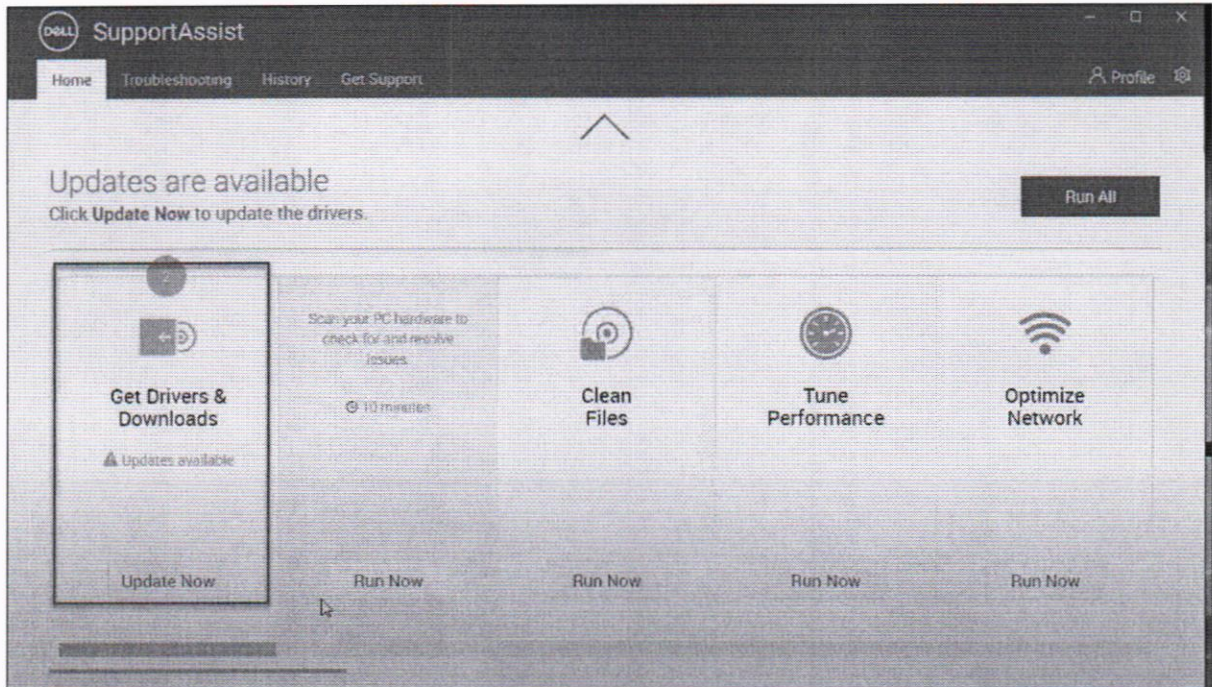 DELL SupportAssist
Home Troubleshooting History Get Support Profile
Updates are available
Run All
Click Update Now to update the drivers.
2
Get Drivers &
Downloads
Updates available
Update Now
Scan your PC hardware to
check for and resolve
issues.
10 minutes
Run Now
Clean
Files
Run Now
Tune
Performance
Run Now
Optimize
Network
Run Now